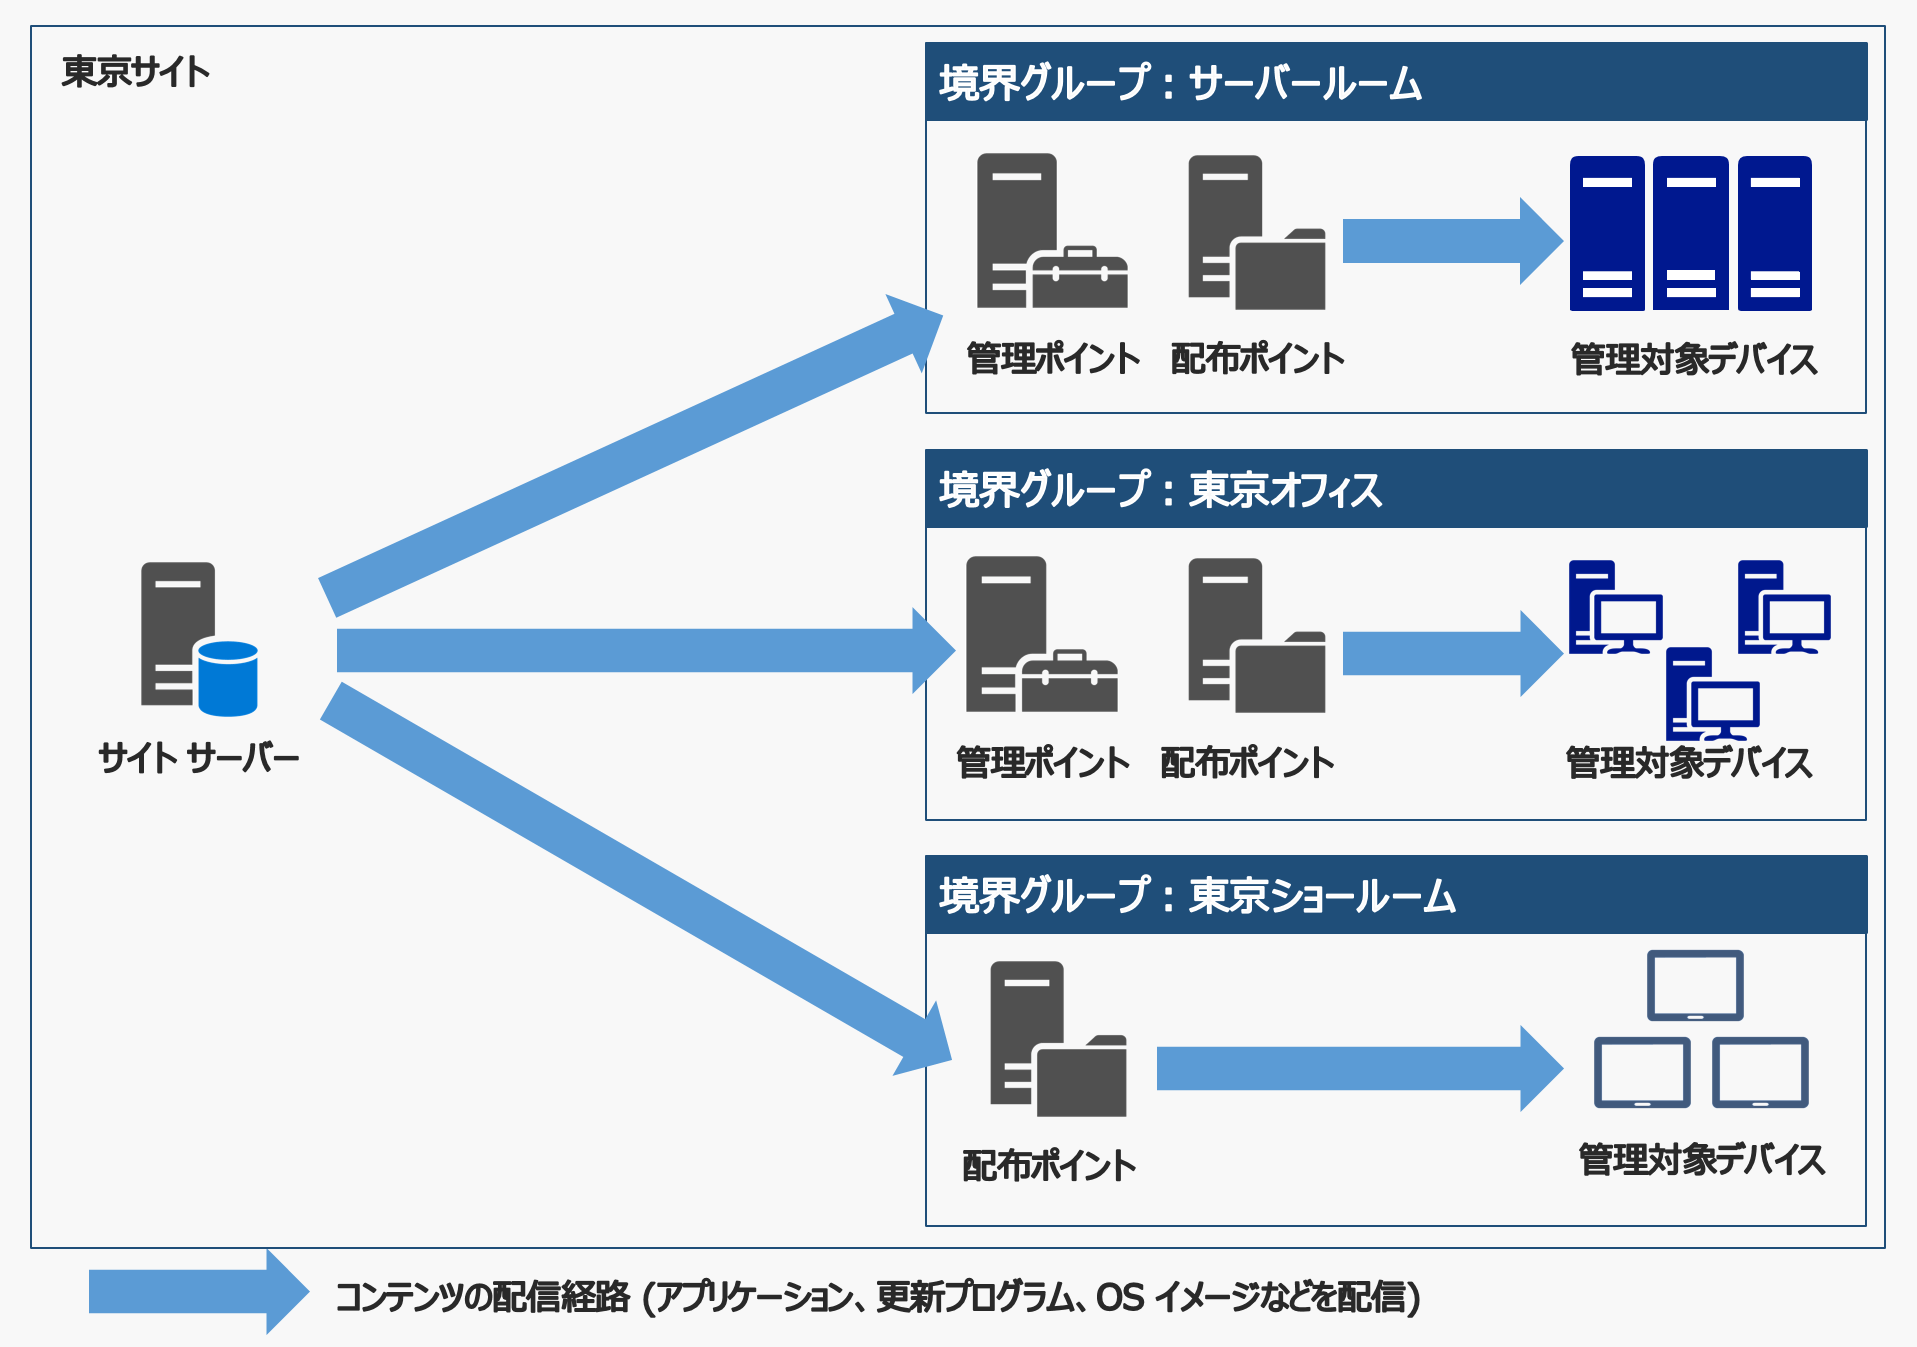 東京サイト
境界グループ：サーバールーム
管理ポイント
配布ポイント
管理対象デバイス
境界グループ：東京オフィス
サイト サーバー
管理ポイント
配布ポイント
管理対象デバイス
境界グループ：東京ショールーム
配布ポイント
管理対象デバイス
コンテンツの配信経路 (アプリケーション、更新プログラム、OS イメージなどを配信)